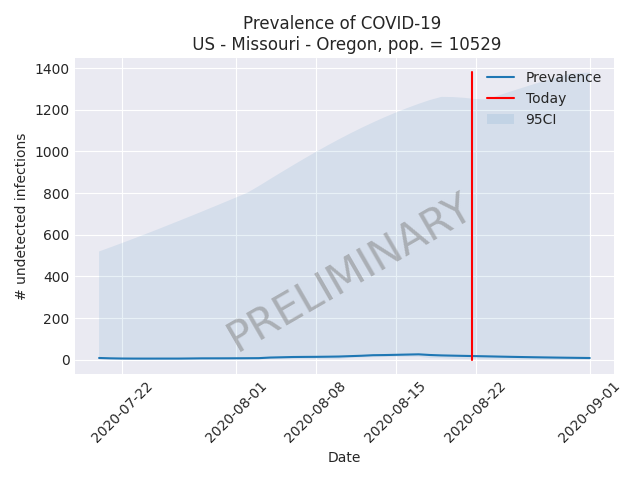 Prevalence of COVID-19
US - Missouri - Oregon, pop. = 10529
1400
1200
1000
800
600
400
200
0
# undetected infections
Prevalence
Today
95CI
PRELIMINARY
2020-07-22
2020-08-01
2020-08-08
2020-08-15
2020-08-22
2020-09-01
Date